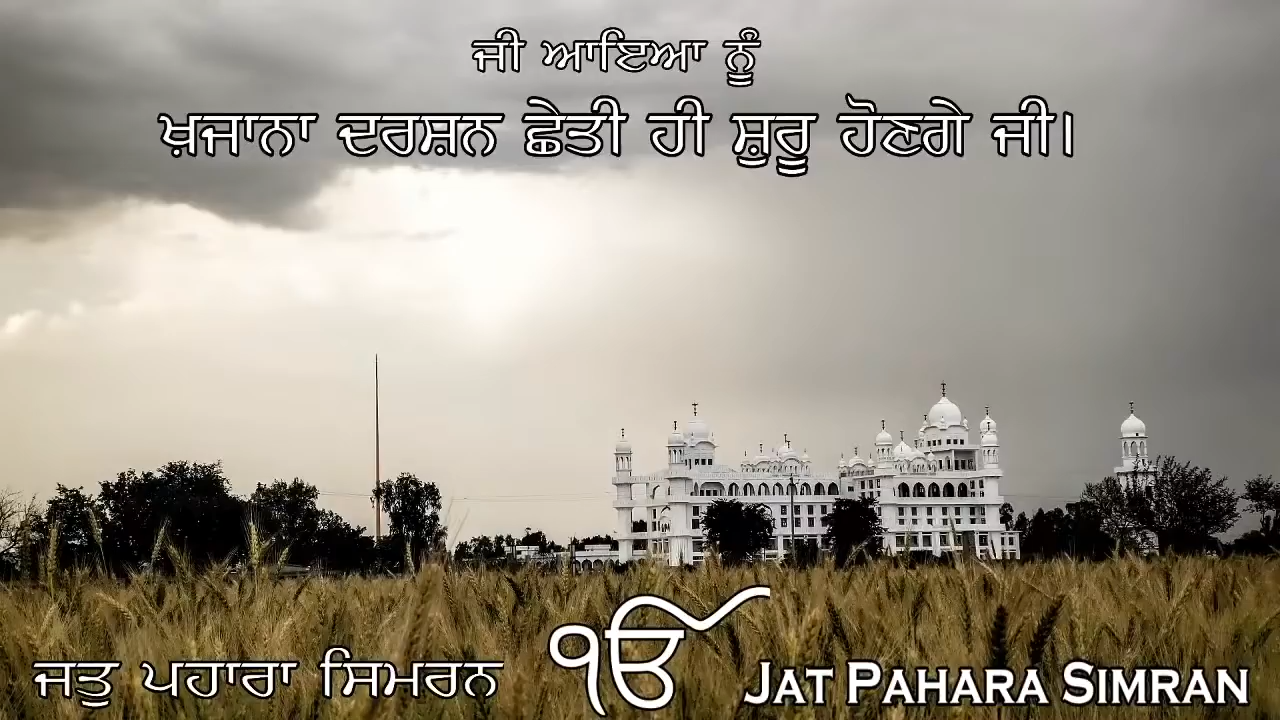 ਜੀ ਆਇਆ ਨੂੰ
ਖ਼ਜਾਨਾ ਦਰਸ਼ਨ ਛੇਤੀ ਹੀ ਸ਼ੁਰੂ ਹੋਣਗੇ ਜੀ।
ੴ
ਜਤੁ ਪਹਾਰਾ ਸਿਮਰਨ
JAT PAHARA SIMRAN